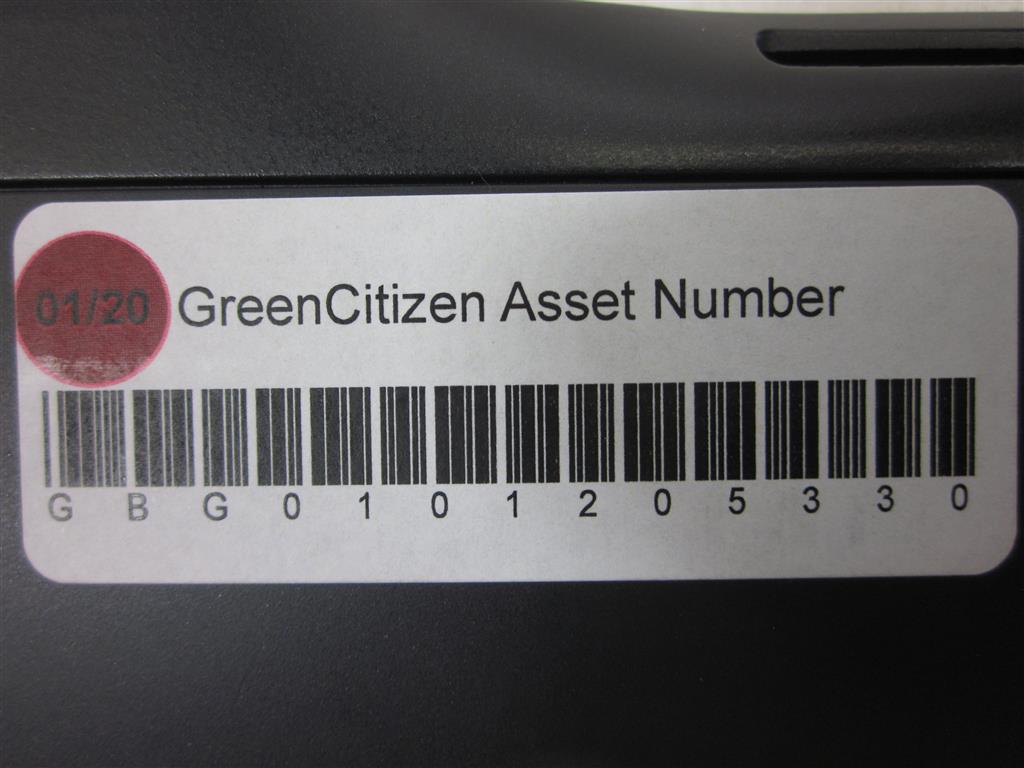 01/20 GreenCitizen Asset Number
G B G 0 1 0 1 2 0 5 3 3 0